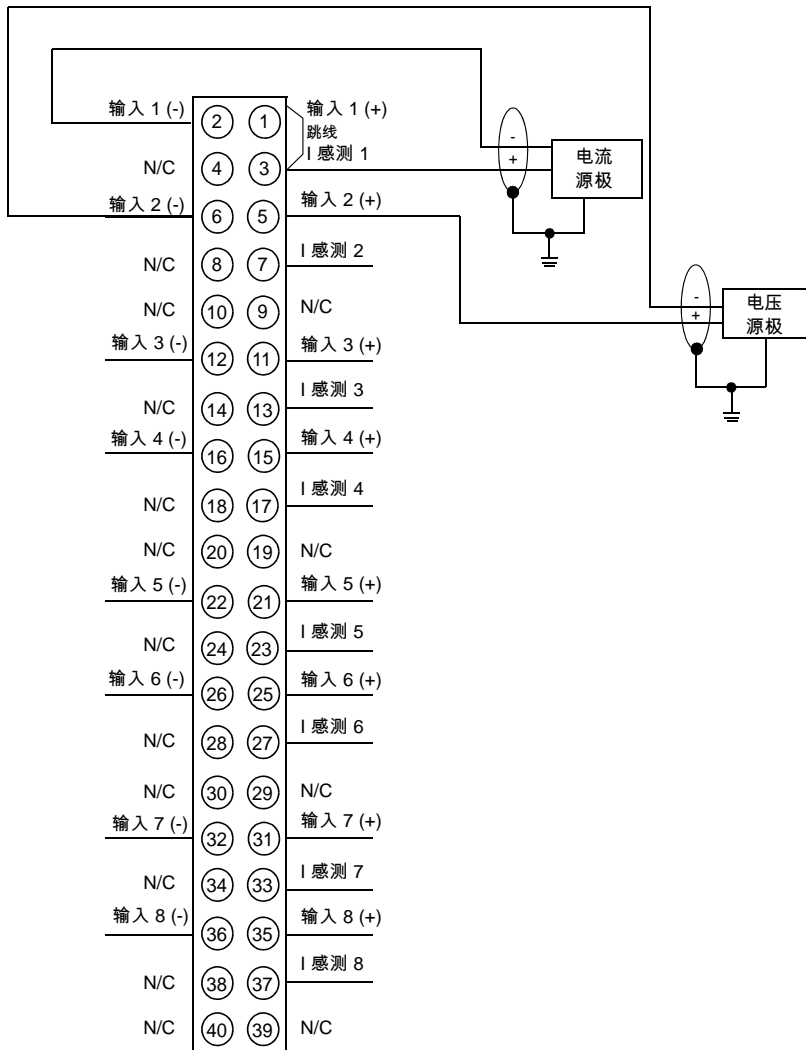 输入 1 (-) 2 1 输入 1 (+)
跳线
N/C 4 3 I 感测 1
- + 电流
源极
输入 2 (-) 6 5 输入 2 (+)
N/C 8 7 I 感测 2
- + 电压
源极
N/C 10 9 N/C
输入 3 (-) 12 11 输入 3 (+)
N/C 14 13 I 感测 3
输入 4 (-) 16 15 输入 4 (+)
N/C 18 17 I 感测 4
N/C 20 19 N/C
输入 5 (-) 22 21 输入 5 (+)
N/C 24 23 I 感测 5
输入 6 (-) 26 25 输入 6 (+)
N/C 28 27 I 感测 6
N/C 30 29 N/C
输入 7 (-) 32 31 输入 7 (+)
N/C 34 33 I 感测 7
输入 8 (-) 36 35 输入 8 (+)
N/C 38 37 I 感测 8
N/C 40 39 N/C